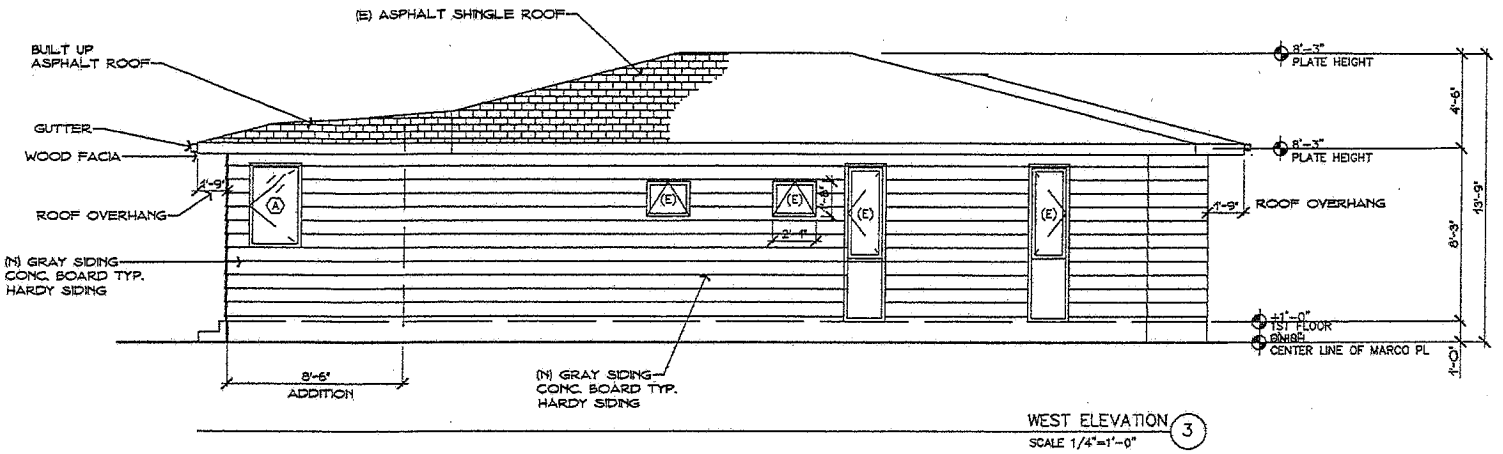 (E) ASPHALT SHINGLE ROOF
BUILT UP
ASPHALT ROOF
8'-3"
PLATE HEIGHT
4'-6"
GUTTER
WOOD FACIA
8'-3"
PLATE HEIGHT
1'-9"
ROOF OVERHANG
A
(E)
(E)
1'-8"
2'-1"
(E)
(E)
1'-9"
ROOF OVERHANG
13'-9"
8'-3"
(N) GRAY SIDING
CONC. BOARD TYP.
HARDY SIDING
±1'-0"
1ST FLOOR
CENTER LINE OF MARCO PL
1'-0"
8'-6"
ADDITION
(N) GRAY SIDING
CONC. BOARD TYP.
HARDY SIDING
WEST ELEVATION
3
SCALE 1/4"=1'-0"